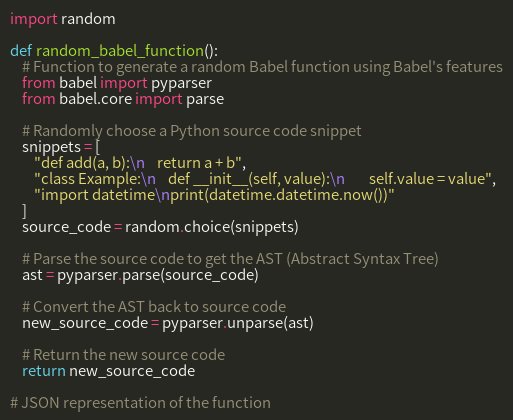 import random
def random_babel_function():
# Function to generate a random Babel function using Babel's features
from babel import pyparser
from babel.core import parse
# Randomly choose a Python source code snippet
snippets = [
"def add(a, b):\n    return a + b",
"class Example:\n    def __init__(self, value):\n        self.value = value",
"import datetime\nprint(datetime.datetime.now())"
]
source_code = random.choice(snippets)
# Parse the source code to get the AST (Abstract Syntax Tree)
ast = pyparser.parse(source_code)
# Convert the AST back to source code
new_source_code = pyparser.unparse(ast)
# Return the new source code
return new_source_code
# JSON representation of the function